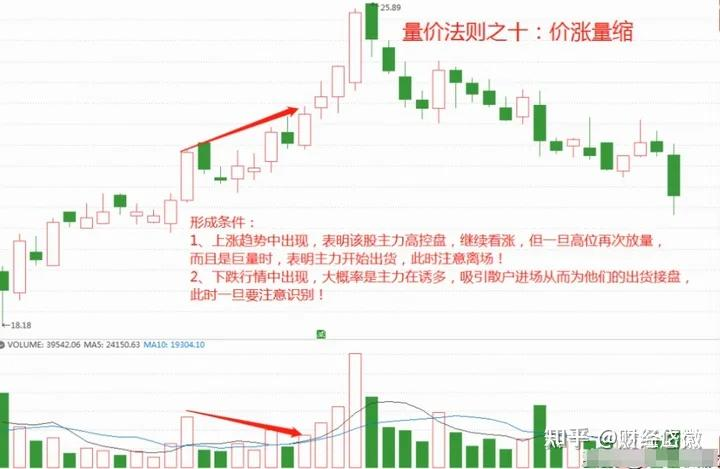 ←25.89
量价法则之十：价涨量缩
形成条件：
1、上涨趋势中出现，表明该股主力高控盘，继续看涨，但一旦高位再次放量，
而且是巨量时，表明主力开始出货，此时注意离场！
2、下跌行情中出现，大概率是主力在诱多，吸引散户进场从而为他们的出货接盘，
此时一旦要注意识别！
←18.18
VOLUME: 39542.06 MA5: 24150.63 MA10: 19304.10
知乎 @财经